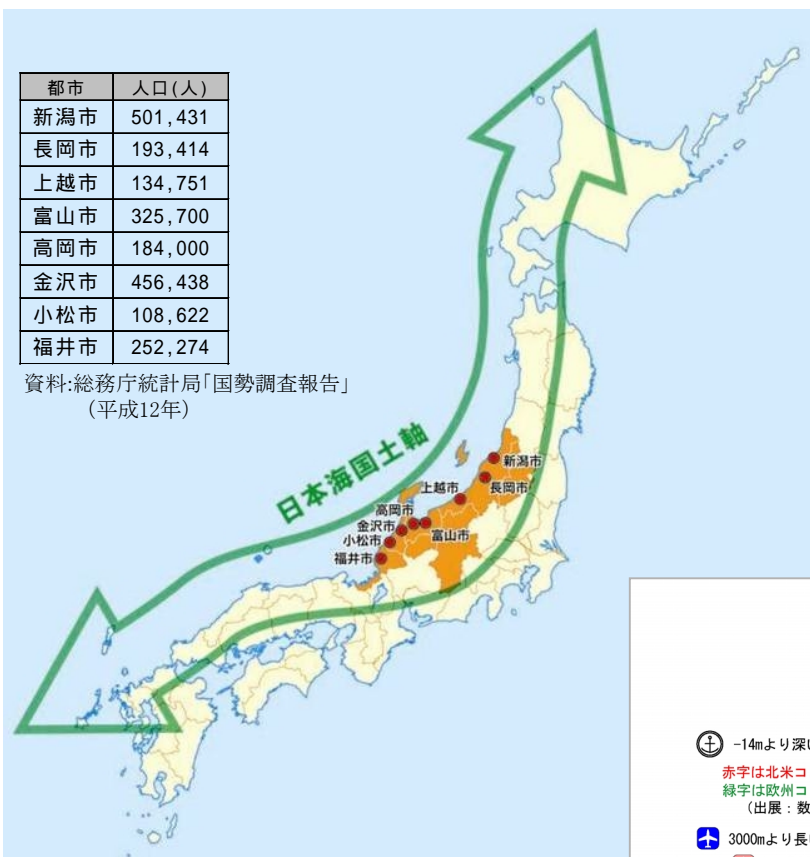 都市 人口(人)
新潟市 501,431
長岡市 193,414
上越市 134,751
富山市 325,700
高岡市 184,000
金沢市 456,438
小松市 108,622
福井市 252,274
資料:総務庁統計局「国勢調査報告」
(平成12年)
日本海国土軸
新潟市
長岡市
上越市
高岡市
金沢市
富山市
小松市
福井市
-14mより深
赤字は北米コ
緑字は欧州コ
(出展:数
3000mより長